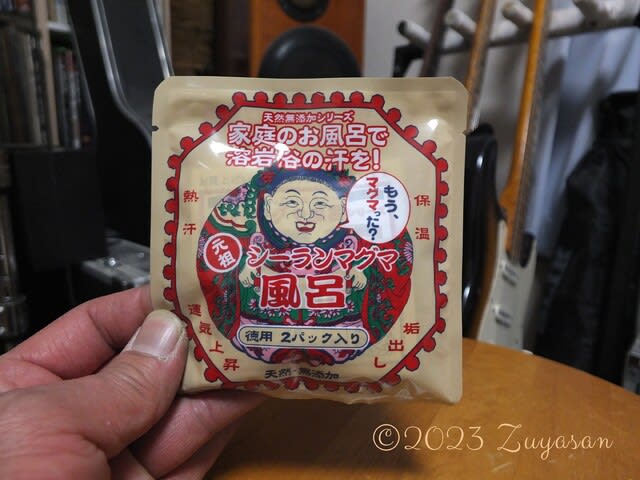 天然無添加シリーズ
家庭のお風呂で
溶岩浴の汗を!
もう、
マグマった?
熱汗
保温
元祖
シーランマグマ
風呂
運気上昇
垢出し
徳用 2パック入り
天然・無添加
©2023 Zuyasan